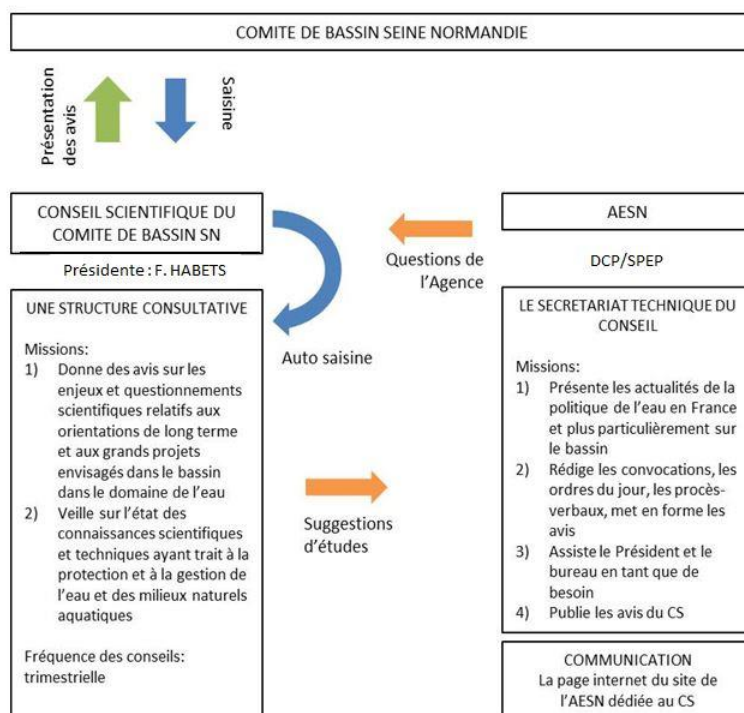 COMITE DE BASSIN SEINE NORMANDIE
Présentation
des avis
Saisine
CONSEIL SCIENTIFIQUE DU
COMITE DE BASSIN SN
Présidente : F. HABETS
UNE STRUCTURE CONSULTATIVE
Missions:
1) Donne des avis sur les
enjeux et questionnements
scientifiques relatifs aux
orientations de long terme
et aux grands projets
envisagés dans le bassin
dans le domaine de l'eau
2) Veille sur l'état des
connaissances scientifiques
et techniques ayant trait à la
protection et à la gestion de
l'eau et des milieux naturels
aquatiques
Fréquence des conseils:
trimestrielle
Auto saisine
Questions de
l'Agence
Suggestions
d'études
AESN
DCP/SPEP
LE SECRETARIAT TECHNIQUE DU
CONSEIL
Missions:
1) Présente les actualités de la
politique de l'eau en France
et plus particulièrement sur
le bassin
2) Rédige les convocations, les
ordres du jour, les procès-
verbaux, met en forme les
avis
3) Assiste le Président et le
bureau en tant que de
besoin
4) Publie les avis du CS
COMMUNICATION
La page internet du site de
l'AESN dédiée au CS